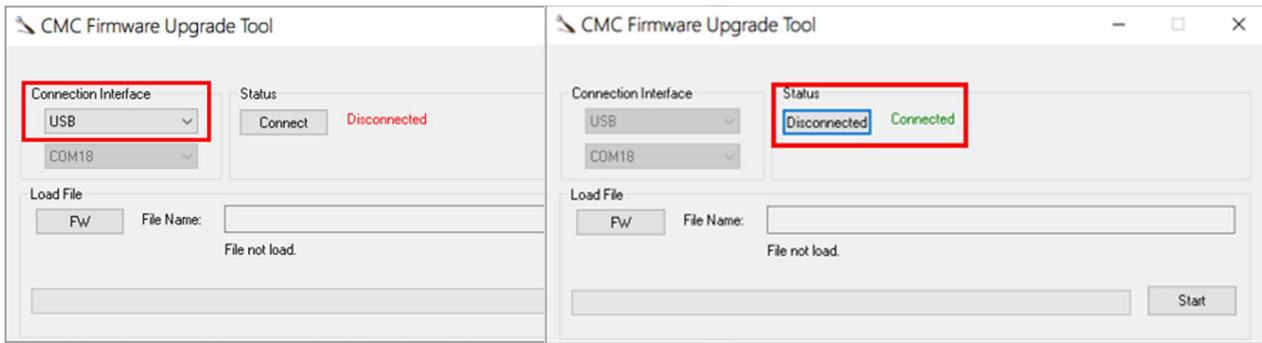 CMC Firmware Upgrade Tool
Connection Interface
Status
USB
Connect
Disconnected
COM18
Load File
FW
File Name:
File not load.
CMC Firmware Upgrade Tool
Connection Interface
Status
USB
Disconnected
Connected
COM18
Load File
FW
File Name:
File not load.
Start